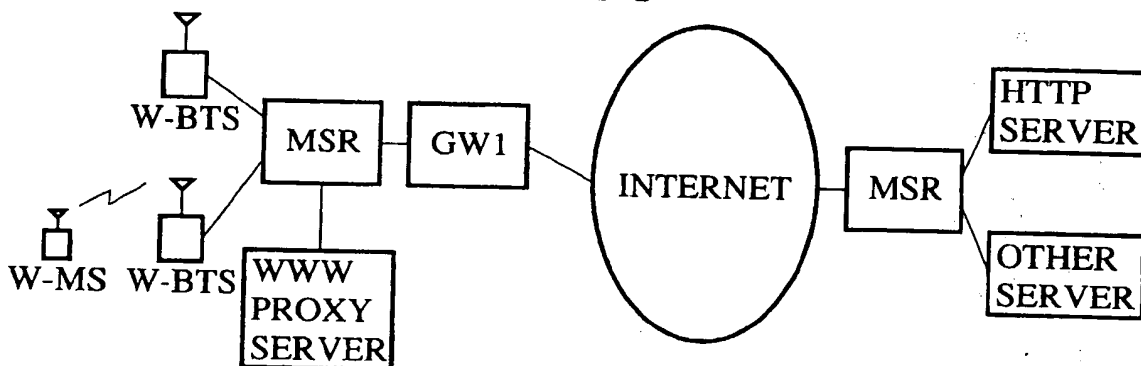 W-BTS
MSR
GW1
INTERNET
MSR
HTTP
SERVER
W-MS
W-BTS
WWW
PROXY
SERVER
OTHER
SERVER